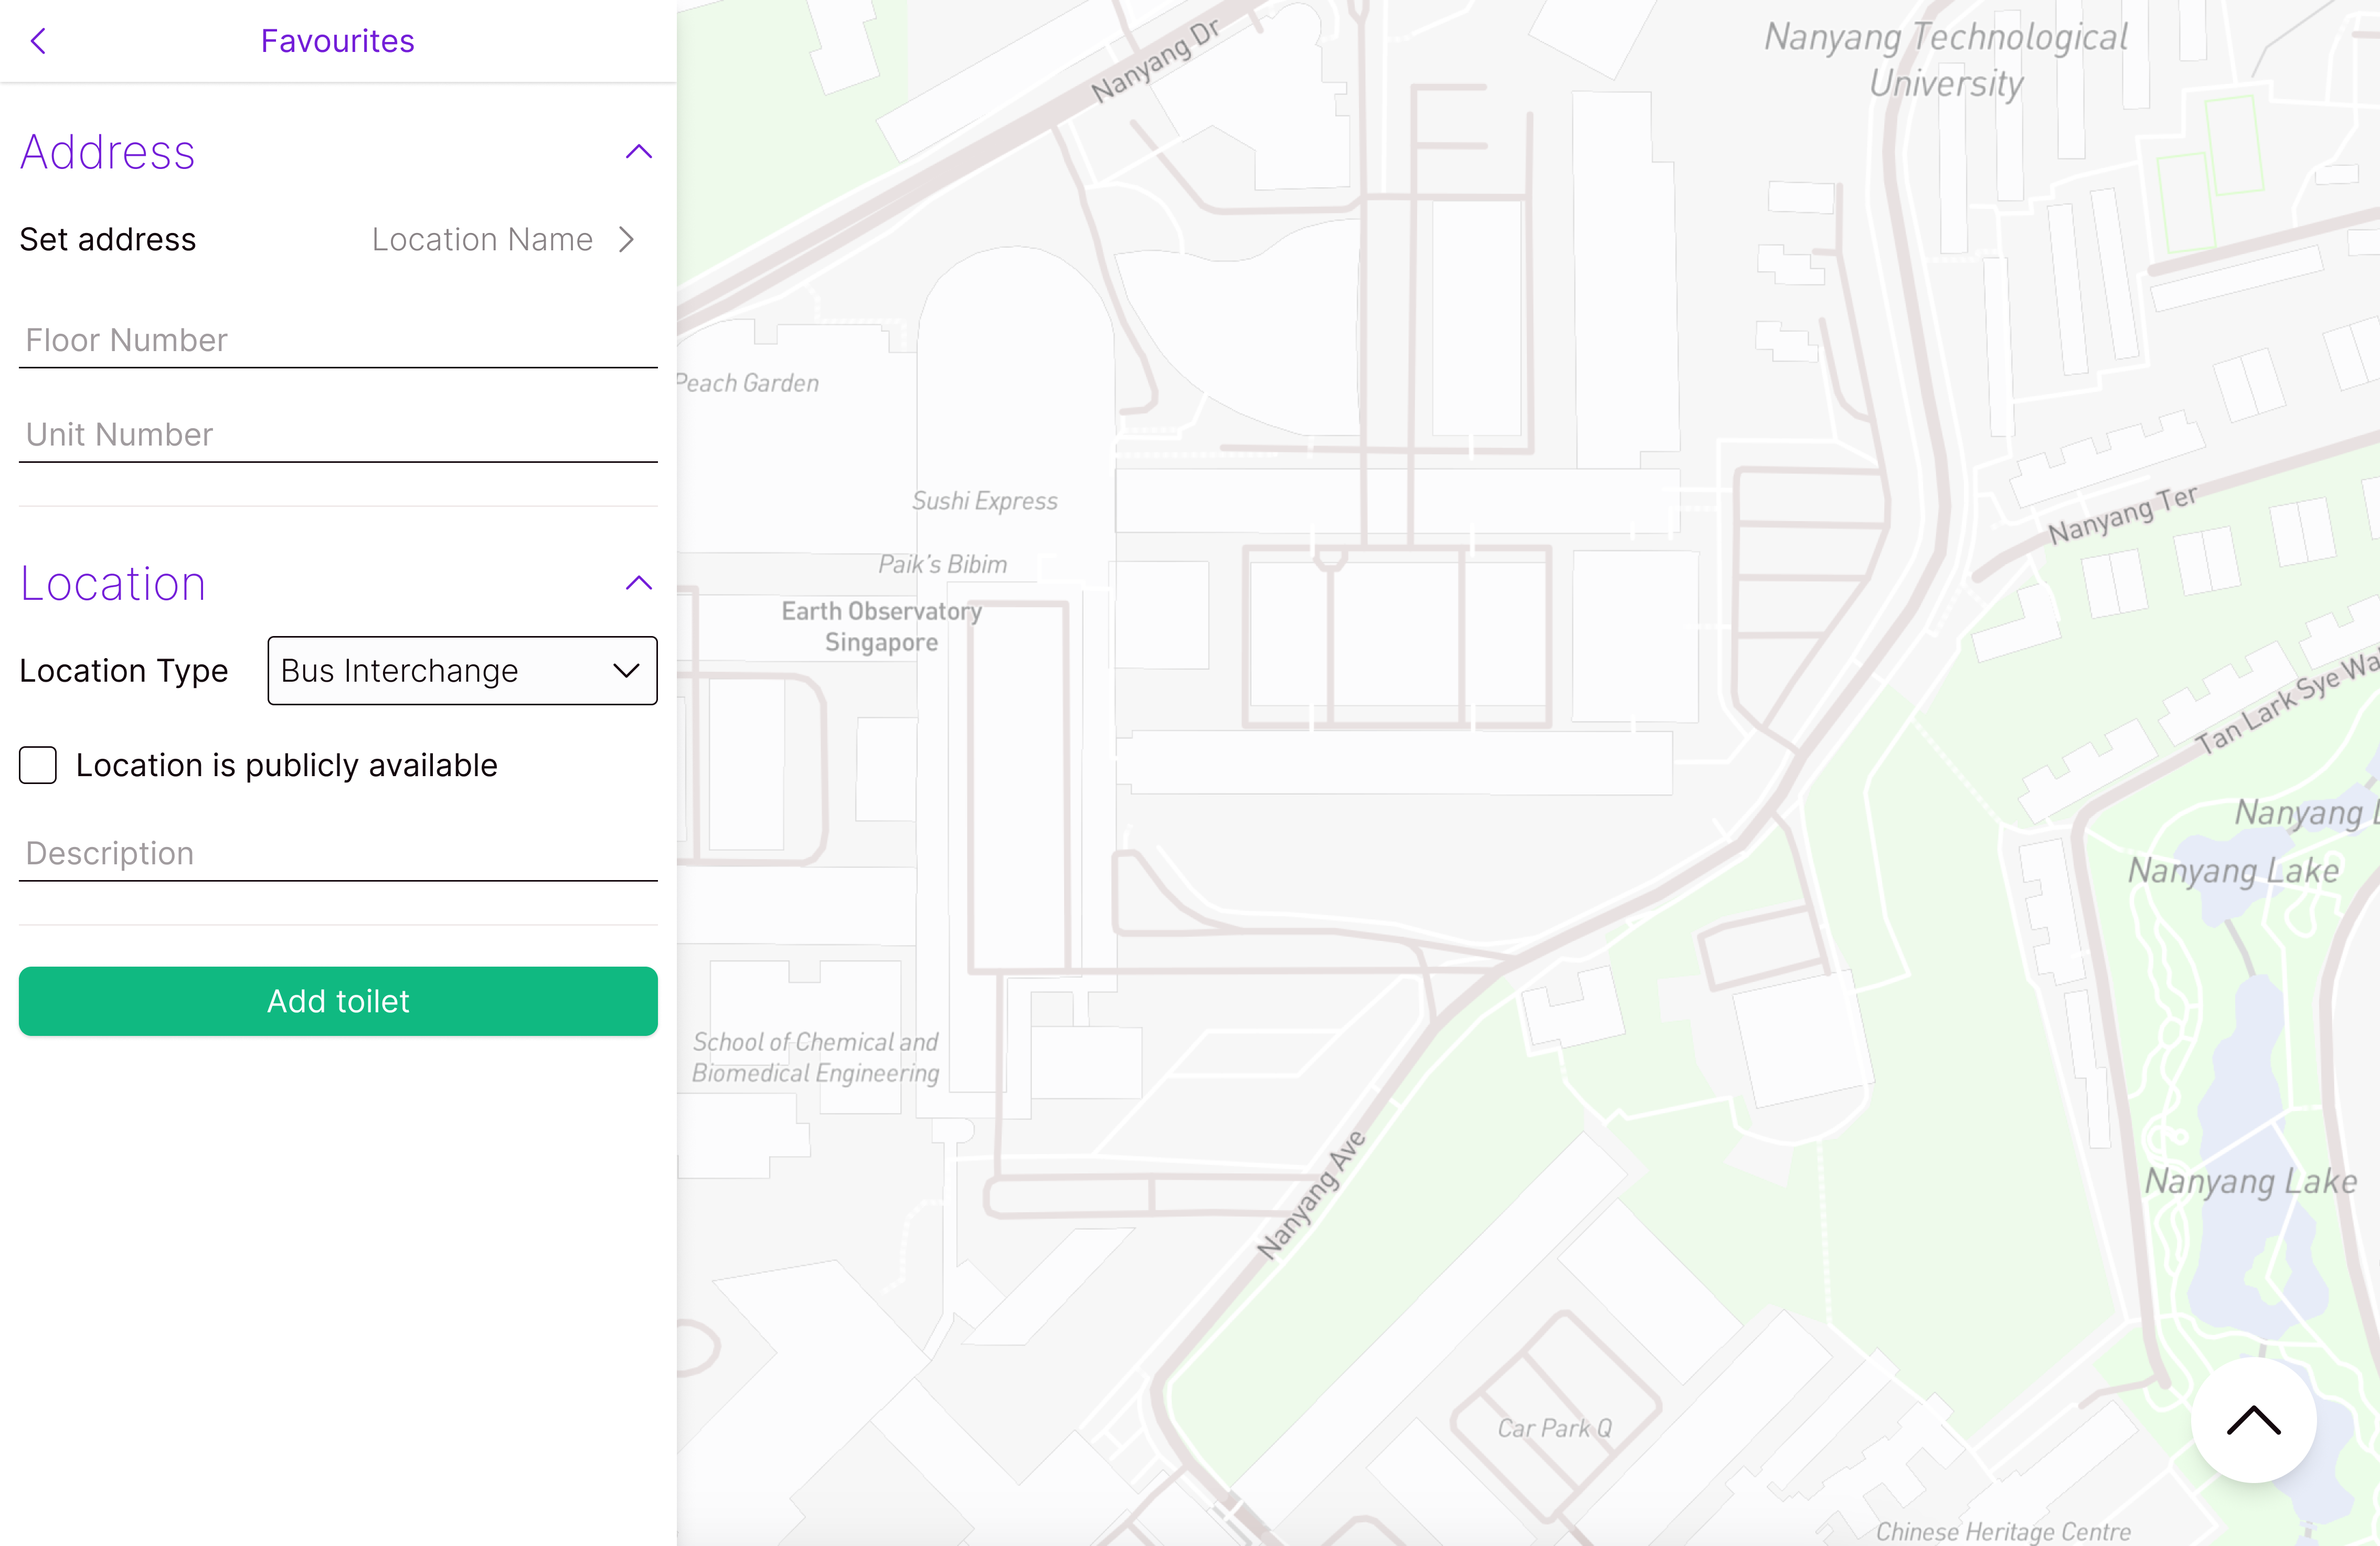 Favourites
Address
Set address Location Name
Floor Number
Unit Number
Location
Location Type Bus Interchange
Location is publicly available
Description
Add toilet
Nanyang Dr
Nanyang Technological
University
Peach Garden
Sushi Express
Paik's Bibim
Earth Observatory
Singapore
Nanyang Ter
Tan Lark Sye Wal
Nanyang L
Nanyang Lake
School of Chemical and
Biomedical Engineering
Nanyang Ave
Nanyang Lake
Car Park Q
Chinese Heritage Centre